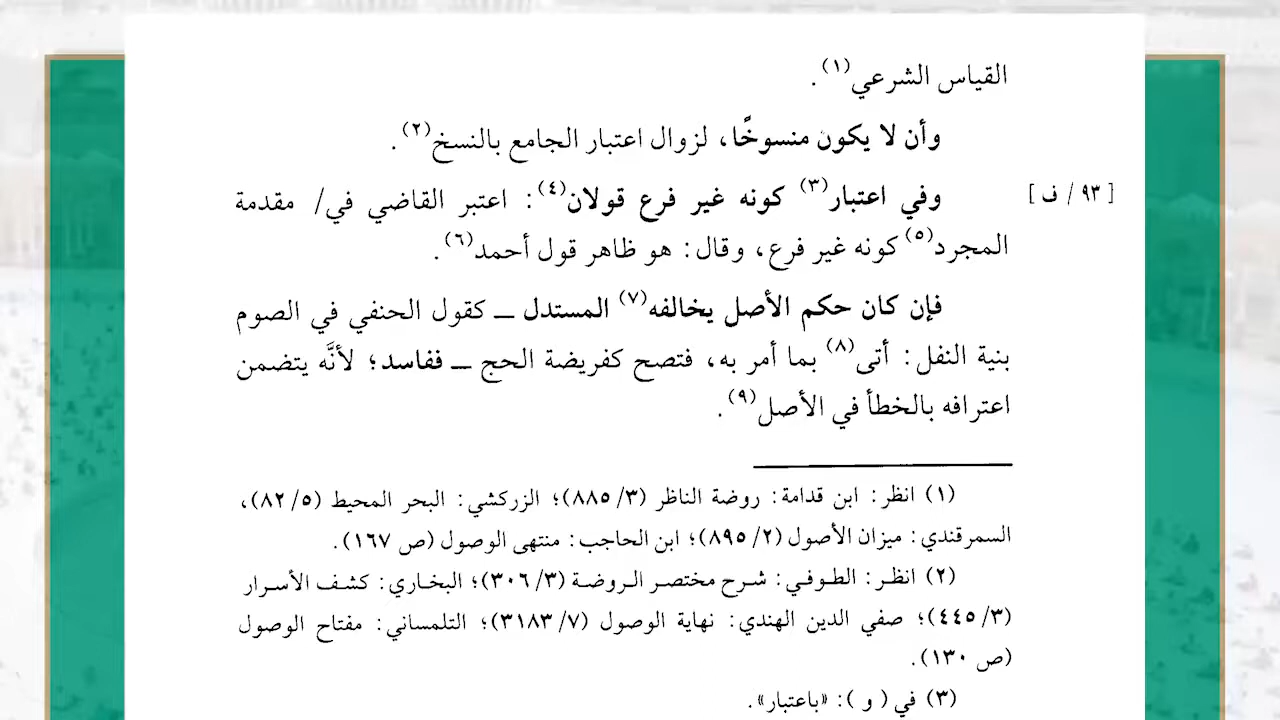 القياس الشرعي(١).
وأن لا يكون منسوخًا، لزوال اعتبار الجامع بالنسخ(٢).
[ ٩٣ / ف ]
وفي اعتبار(٣) كونه غير فرع قولان(٤): اعتبر القاضي في/ مقدمة
المجرد(٥) كونه غير فرع، وقال: هو ظاهر قول أحمد(٦).
فإن كان حكم الأصل يخالفه(٧) المستدل ــ كقول الحنفي في الصوم
بنية النفل: أتى(٨) بما أمر به، فتصح كفريضة الحج ــ ففاسد؛ لأنَّه يتضمن
اعترافه بالخطأ في الأصل(٩).
(١) انظر: ابن قدامة: روضة الناظر (٣/ ٨٨٥)؛ الزركشي: البحر المحيط (٥/ ٨٢)،
السمرقندي: ميزان الأصول (٢/ ٨٩٥)؛ ابن الحاجب: منتهى الوصول (ص ١٦٧).
(٢) انظر: الطوفي: شرح مختصر الروضة (٣/ ٣٠٦)؛ البخاري: كشف الأسرار
(٣/ ٤٤٥)؛ صفي الدين الهندي: نهاية الوصول (٧/ ٣١٨٣)؛ التلمساني: مفتاح الوصول
(ص ١٣٠).
(٣) في ( و ): «باعتبار».